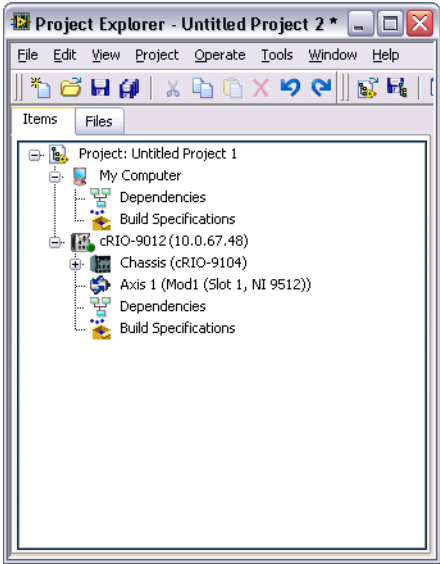 Project Explorer - Untitled Project 2 *
File Edit View Project Operate Tools Window Help
Items Files
Project: Untitled Project 1
My Computer
Dependencies
Build Specifications
cRIO-9012 (10.0.67.48)
Chassis (cRIO-9104)
Axis 1 (Mod1 (Slot 1, NI 9512))
Dependencies
Build Specifications